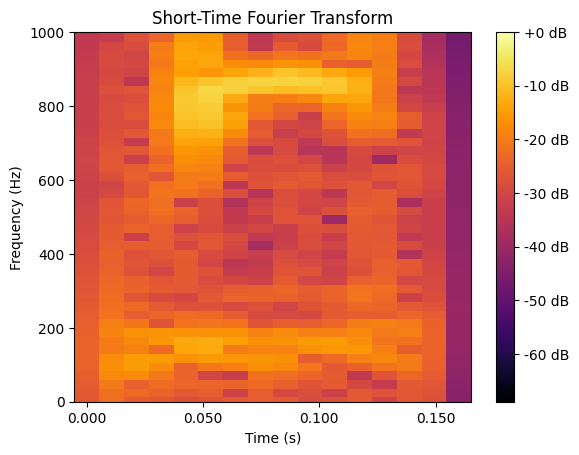 Short-Time Fourier Transform
1000
800
600
400
200
0
Frequency (Hz)
0.000
0.050
0.100
0.150
Time (s)
+0 dB
-10 dB
-20 dB
-30 dB
-40 dB
-50 dB
-60 dB